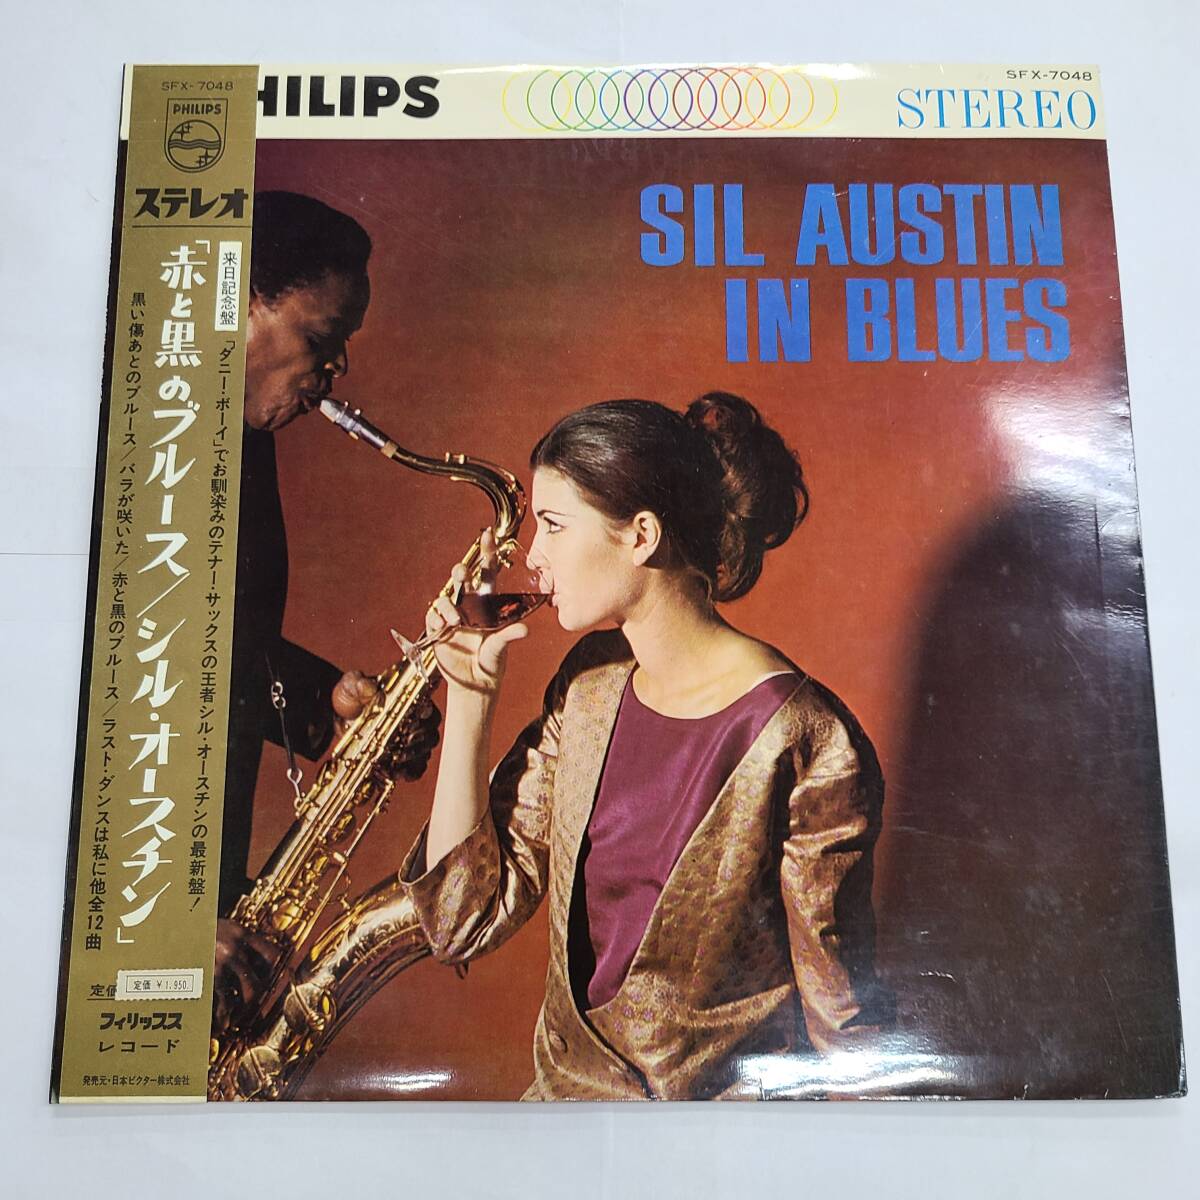 SFX-7048
PHILIPS
ステレオ
来日記念盤
「ダニー・ボーイ」でお馴染みのテナー・サックスの王者シル・オースチンの最新盤!
「赤と黒のブルース/シル・オースチン」
黒い傷あとのブルース/バラが咲いた/赤と黒のブルース/ラスト・ダンスは私に他全12曲
定価
定価 ¥1,950.
フィリップス
レコード
発売元・日本ビクター株式会社
HILIPS
SFX-7048
STEREO
SIL AUSTIN
IN BLUES